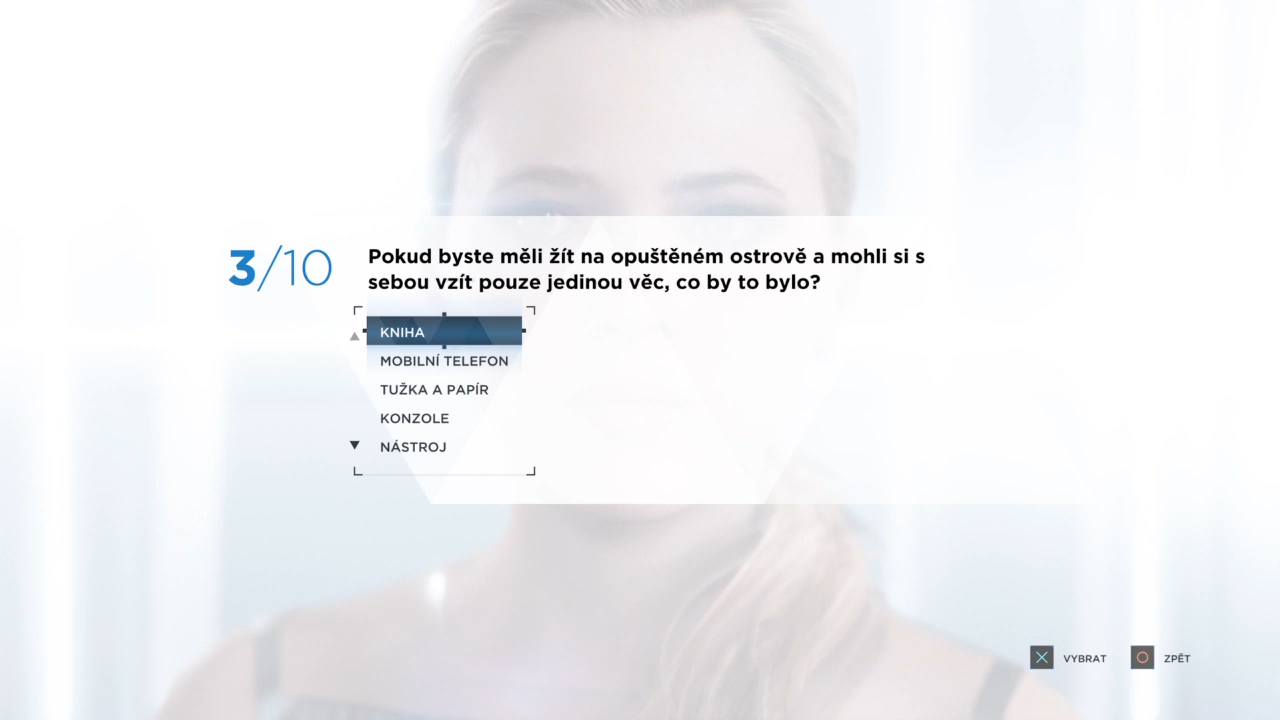 3/10
Pokud byste měli žít na opuštěném ostrově a mohli si s
sebou vzít pouze jedinou věc, co by to bylo?
KNIHA
MOBILNÍ TELEFON
TUŽKA A PAPÍR
KONZOLE
NÁSTROJ
VYBRAT
ZPĚT